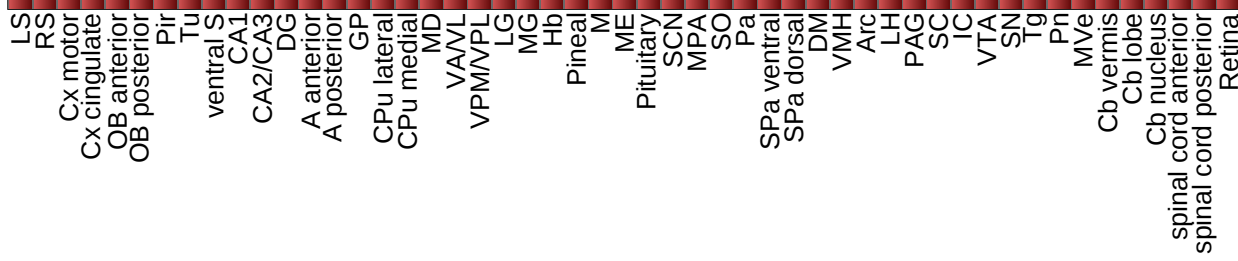 LS
RS
Cx motor
Cx cingulate
OB anterior
OB posterior
Pir
Tu
ventral S
CA1
CA2/CA3
DG
A anterior
A posterior
GP
CPu lateral
CPu medial
MD
VA/VL
VPM/VPL
LG
MG
Hb
Pineal
M
ME
Pituitary
SCN
MPA
SO
Pa
SPa ventral
SPa dorsal
DM
VMH
Arc
LH
PAG
SC
IC
VTA
SN
Tg
Pn
MVe
Cb vermis
Cb lobe
Cb nucleus
spinal cord anterior
spinal cord posterior
Retina